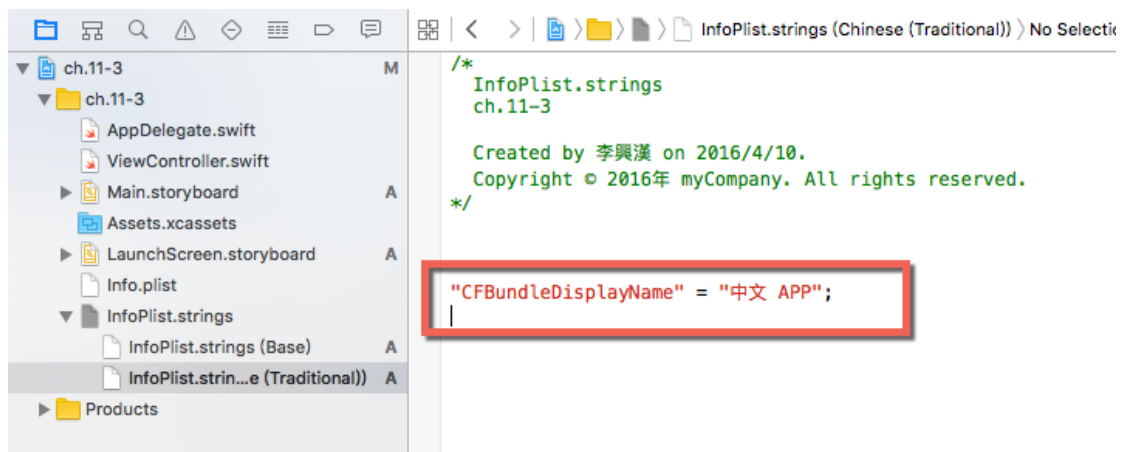 InfoPlist.strings (Chinese (Traditional)) No Selectic
ch.11-3 M
ch.11-3
AppDelegate.swift
ViewController.swift
Main.storyboard A
Assets.xcassets
LaunchScreen.storyboard A
Info.plist
InfoPlist.strings
InfoPlist.strings (Base) A
InfoPlist.strin...e (Traditional)) A
Products
/*
InfoPlist.strings
ch.11-3
Created by 李興漢 on 2016/4/10.
Copyright © 2016年 myCompany. All rights reserved.
*/
"CFBundleDisplayName" = "中文 APP";